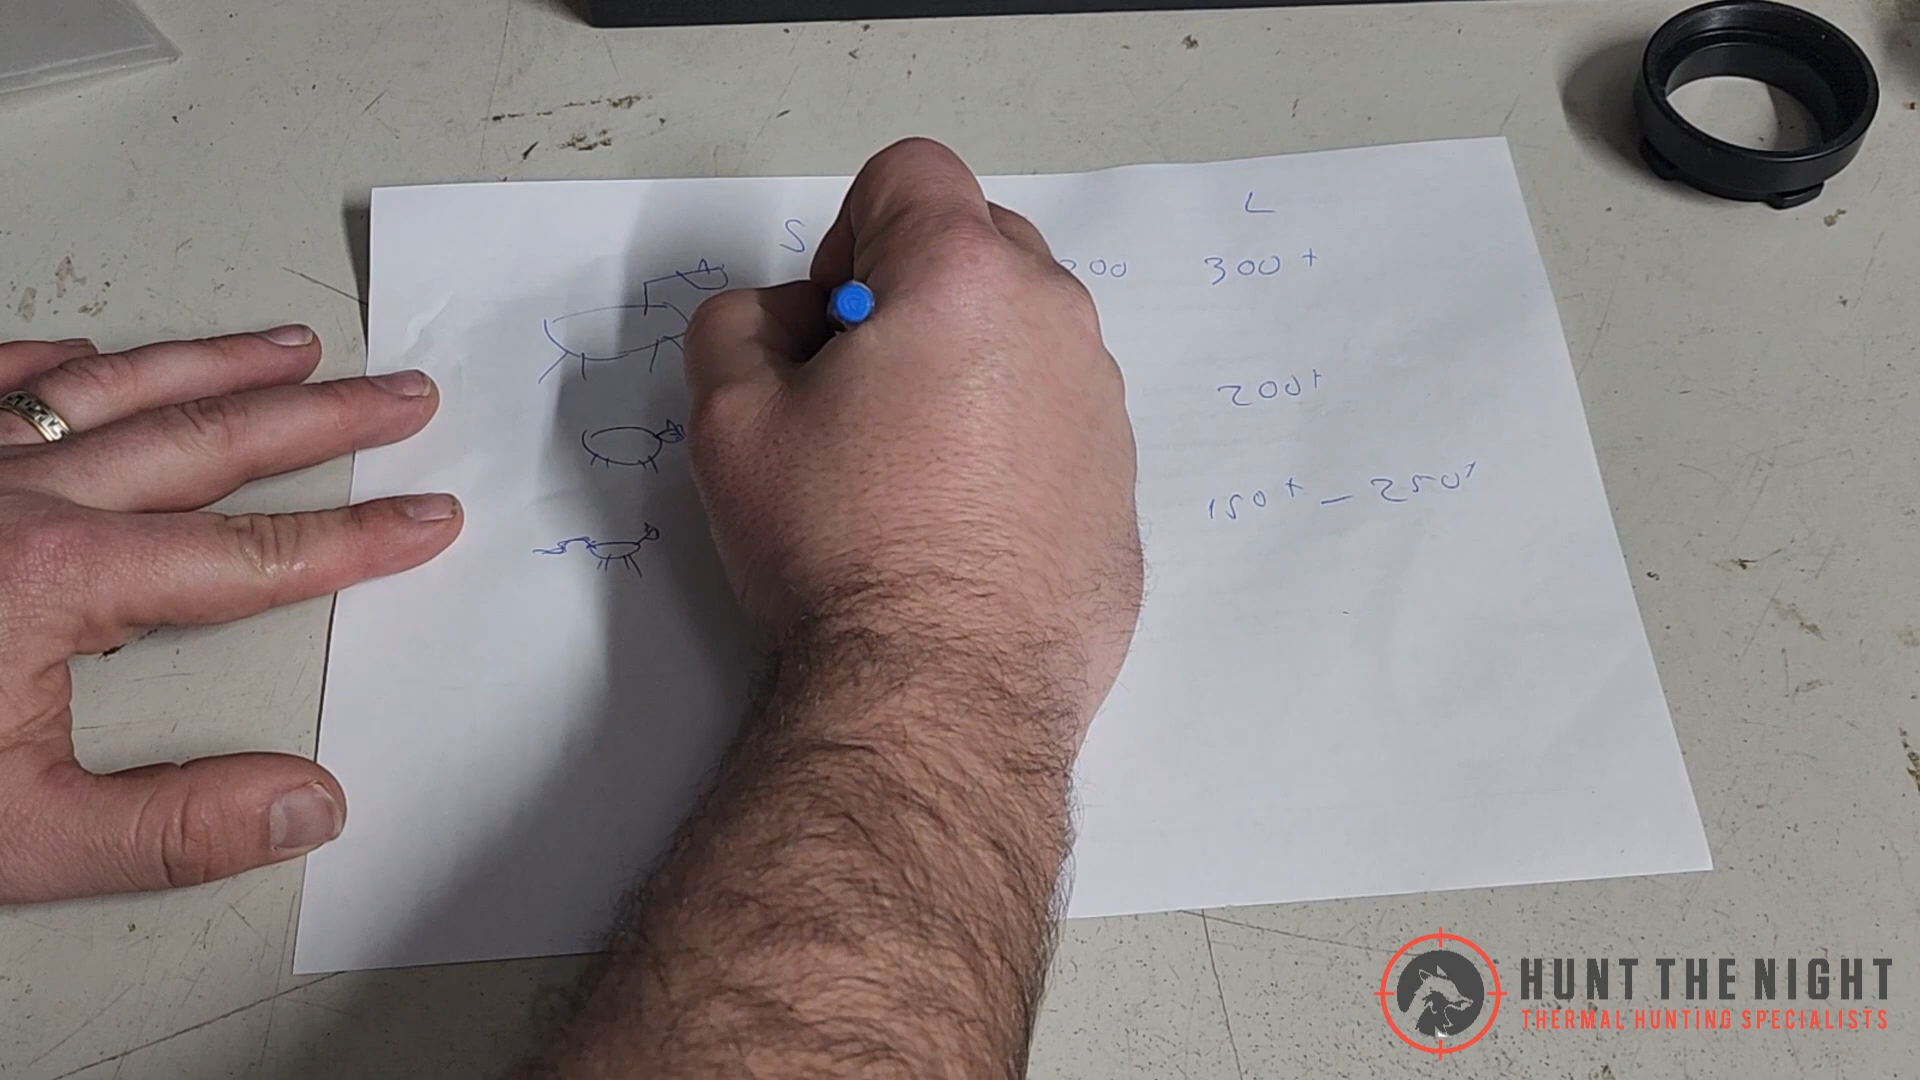 S L
300 +
200+
150+ - 250+
HUNT THE NIGHT
THERMAL HUNTING SPECIALISTS